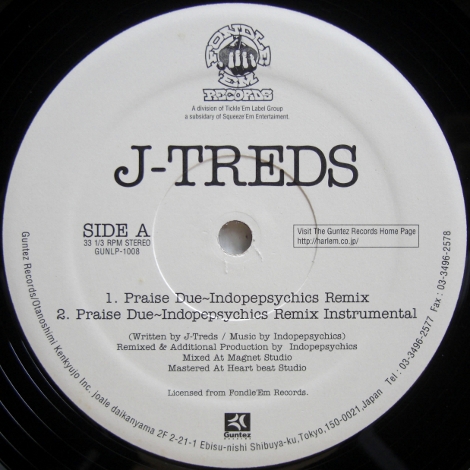 FONDLE
'EM
RECORDS
A division of Tickle'Em Label Group
a subsidary of Squeeze Em Entertaiment.
J-TREDS
SIDE A
33 1/3 RPM STEREO
GUNLP-1008
Visit The Guntez Records Home Page
http://harlem.co.jp/
1. Praise Due~Indopepsychics Remix
2. Praise Due~Indopepsychics Remix Instrumental
(Written by J-Treds / Music by Indopepsychics)
Remixed & Additional Production by Indopepsychics
Mixed At Magnet Studio
Mastered At Heart beat Studio
Licensed from Fondle'Em Records.
Guntez
Guntez Records/Otanoshimi Kenkyujo Inc. joale daikanyama 2F 2-21-1 Ebisu-nishi Shibuya-ku,Tokyo,150-0021,Japan Tel : 03-3496-2577 Fax : 03-3496-2578